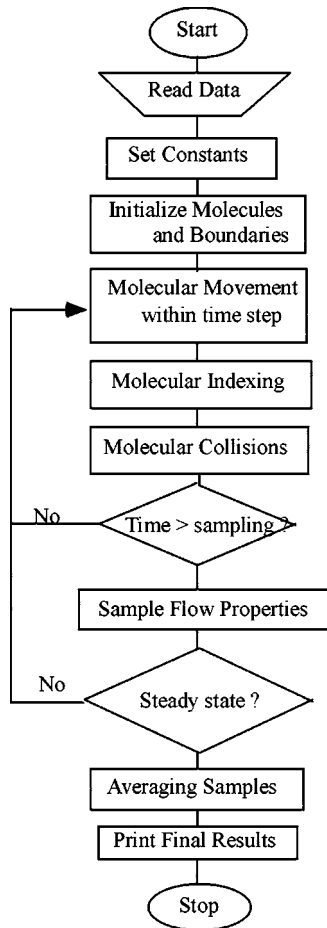 Start
Read Data
Set Constants
Initialize Molecules
and Boundaries
Molecular Movement
within time step
Molecular Indexing
Molecular Collisions
No
Time > sampling ?
Sample Flow Properties
No
Steady state ?
Averaging Samples
Print Final Results
Stop